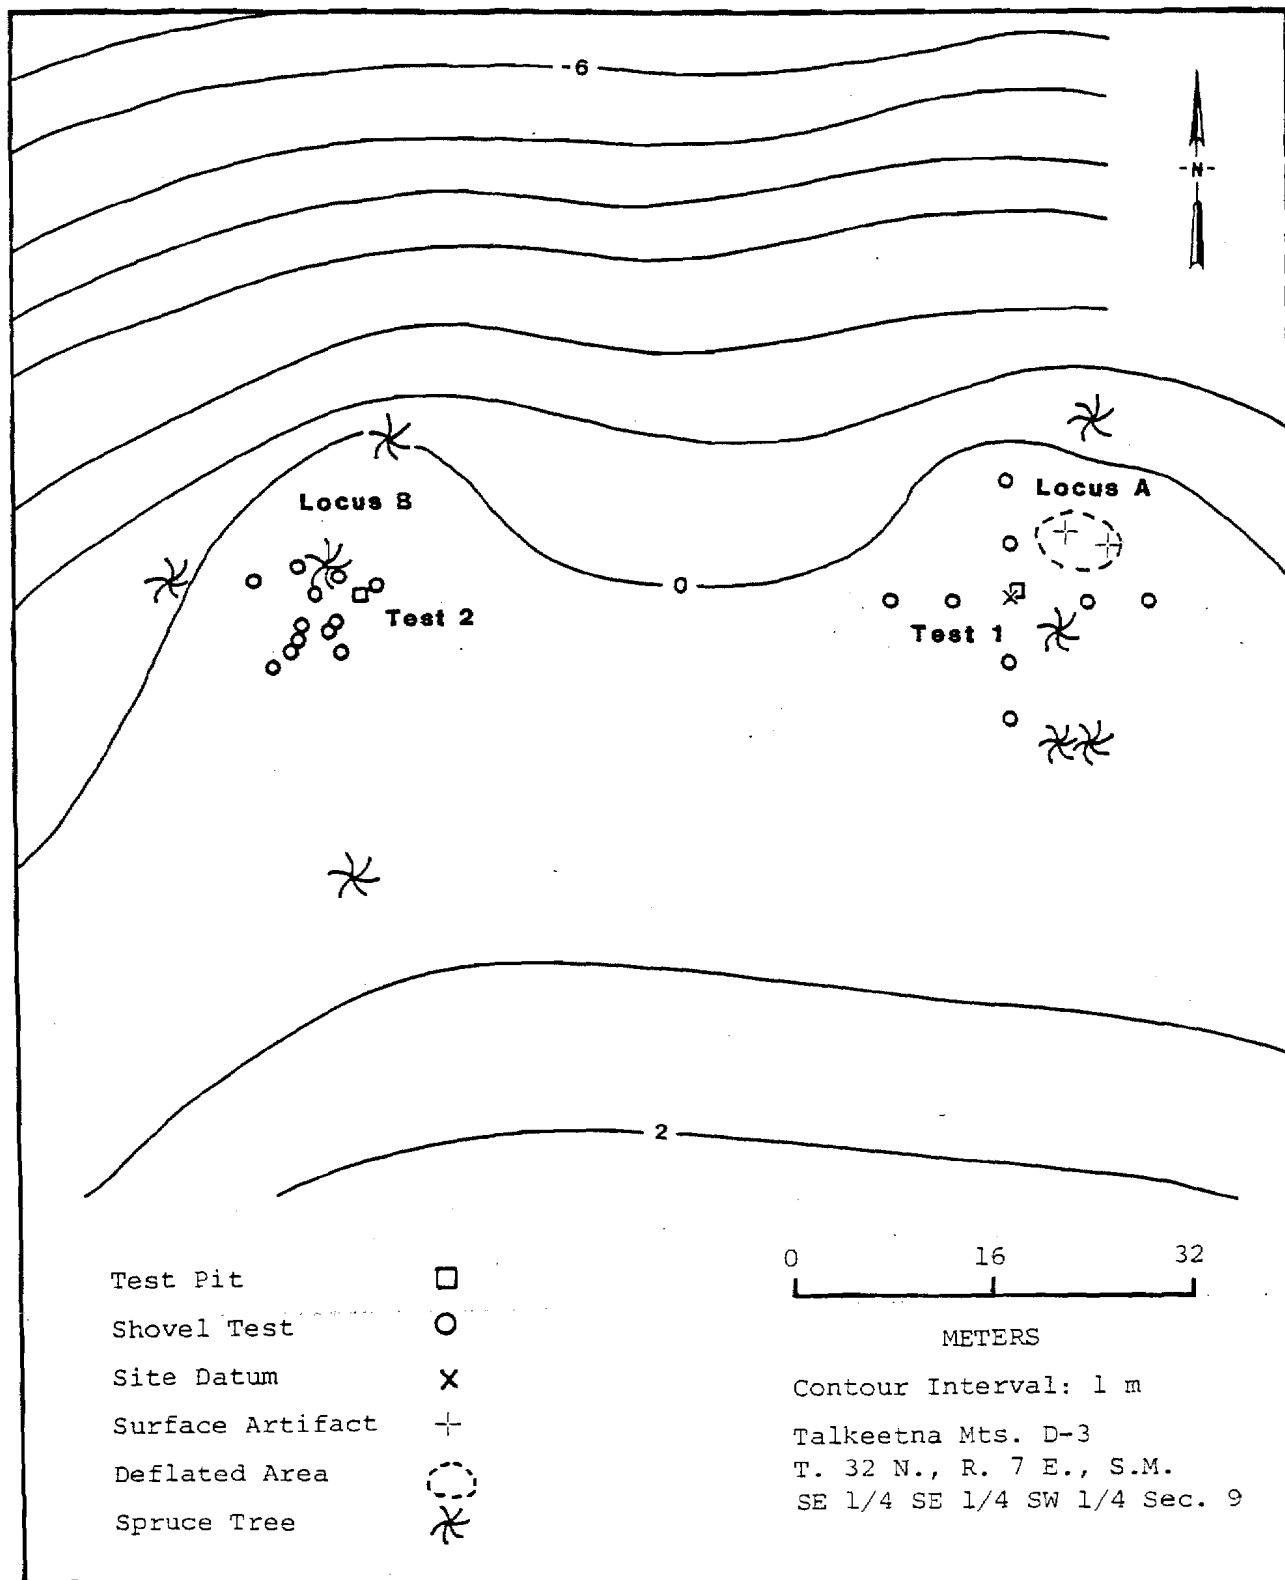 -6
-N-
Locus B
Locus A
0
Test 2
Test 1
2
0 16 32
METERS
Test Pit
Shovel Test
Site Datum
Surface Artifact
Deflated Area
Spruce Tree
Contour Interval: 1 m
Talkeetna Mts. D-3
T. 32 N., R. 7 E., S.M.
SE 1/4 SE 1/4 SW 1/4 Sec. 9